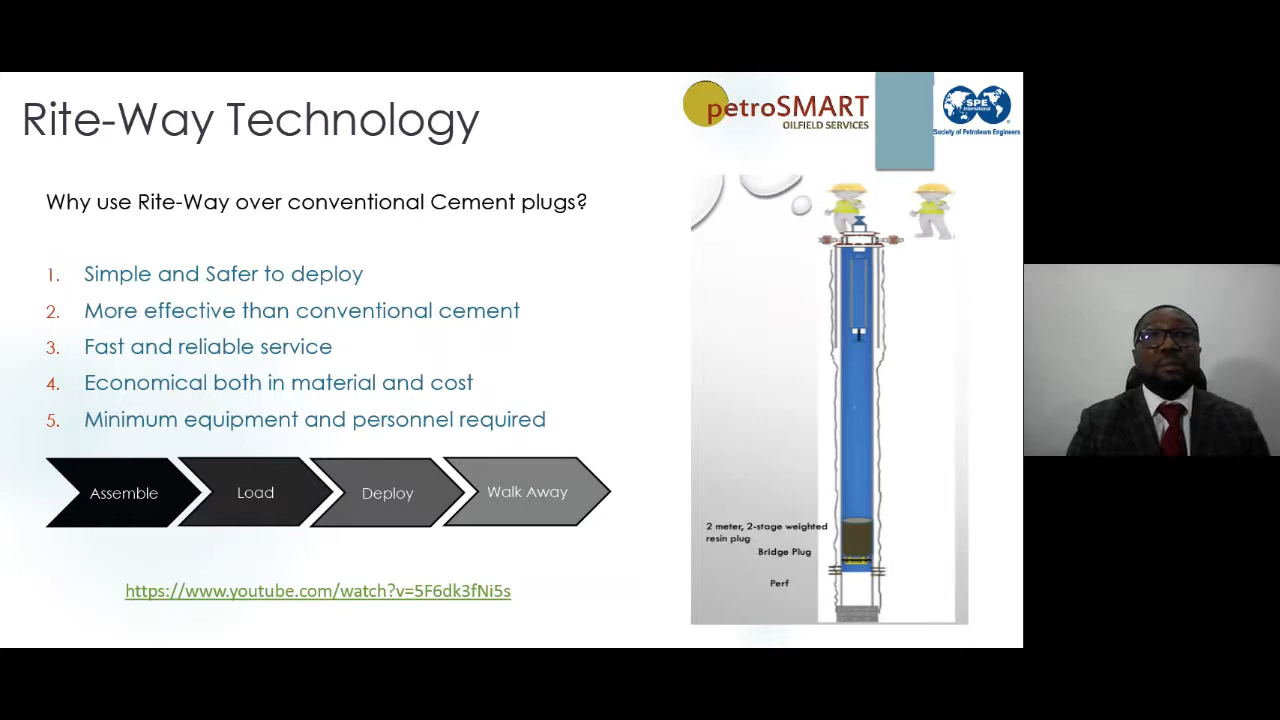 Rite-Way Technology
petroSMART
OILFIELD SERVICES
SPE
International
Society of Petroleum Engineers
Why use Rite-Way over conventional Cement plugs?
1. Simple and Safer to deploy
2. More effective than conventional cement
3. Fast and reliable service
4. Economical both in material and cost
5. Minimum equipment and personnel required
Assemble
Load
Deploy
Walk Away
https://www.youtube.com/watch?v=5F6dk3fNi5s
2 meter, 2-stage weighted
resin plug
Bridge Plug
Perf